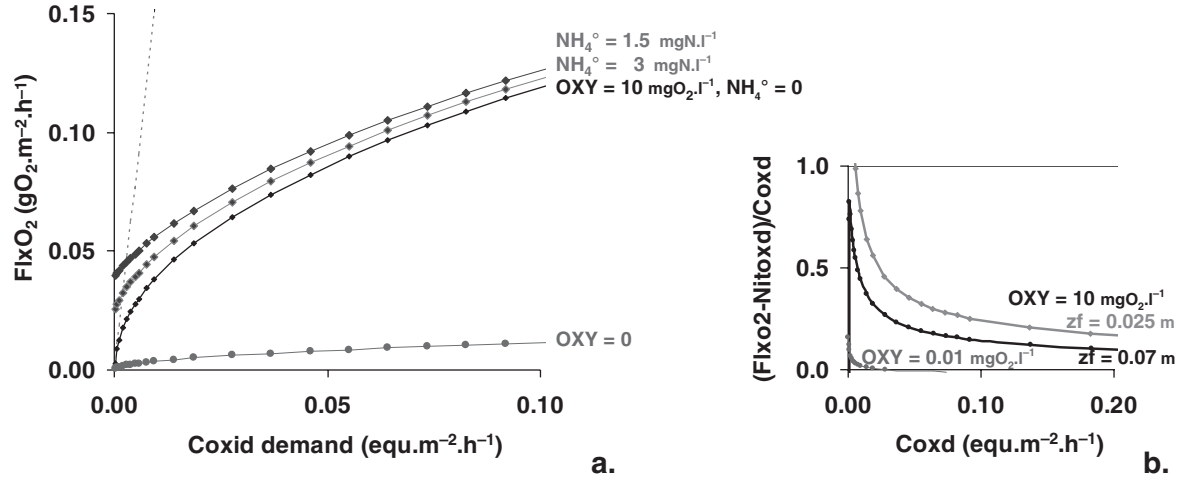 0.15
0.10
0.05
0.00
FlxO₂ (gO₂.m⁻².h⁻¹)
NH₄° = 1.5 mgN.l⁻¹
NH₄° = 3 mgN.l⁻¹
OXY = 10 mgO₂.l⁻¹, NH₄° = 0
OXY = 0
0.00 0.05 0.10
Coxid demand (equ.m⁻².h⁻¹)
a.
1.0
0.5
0.0
(Flxo2-Nitoxd)/Coxd
OXY = 10 mgO₂.l⁻¹
zf = 0.025 m
OXY = 0.01 mgO₂.l⁻¹
zf = 0.07 m
0.00 0.10 0.20
Coxd (equ.m⁻².h⁻¹)
b.